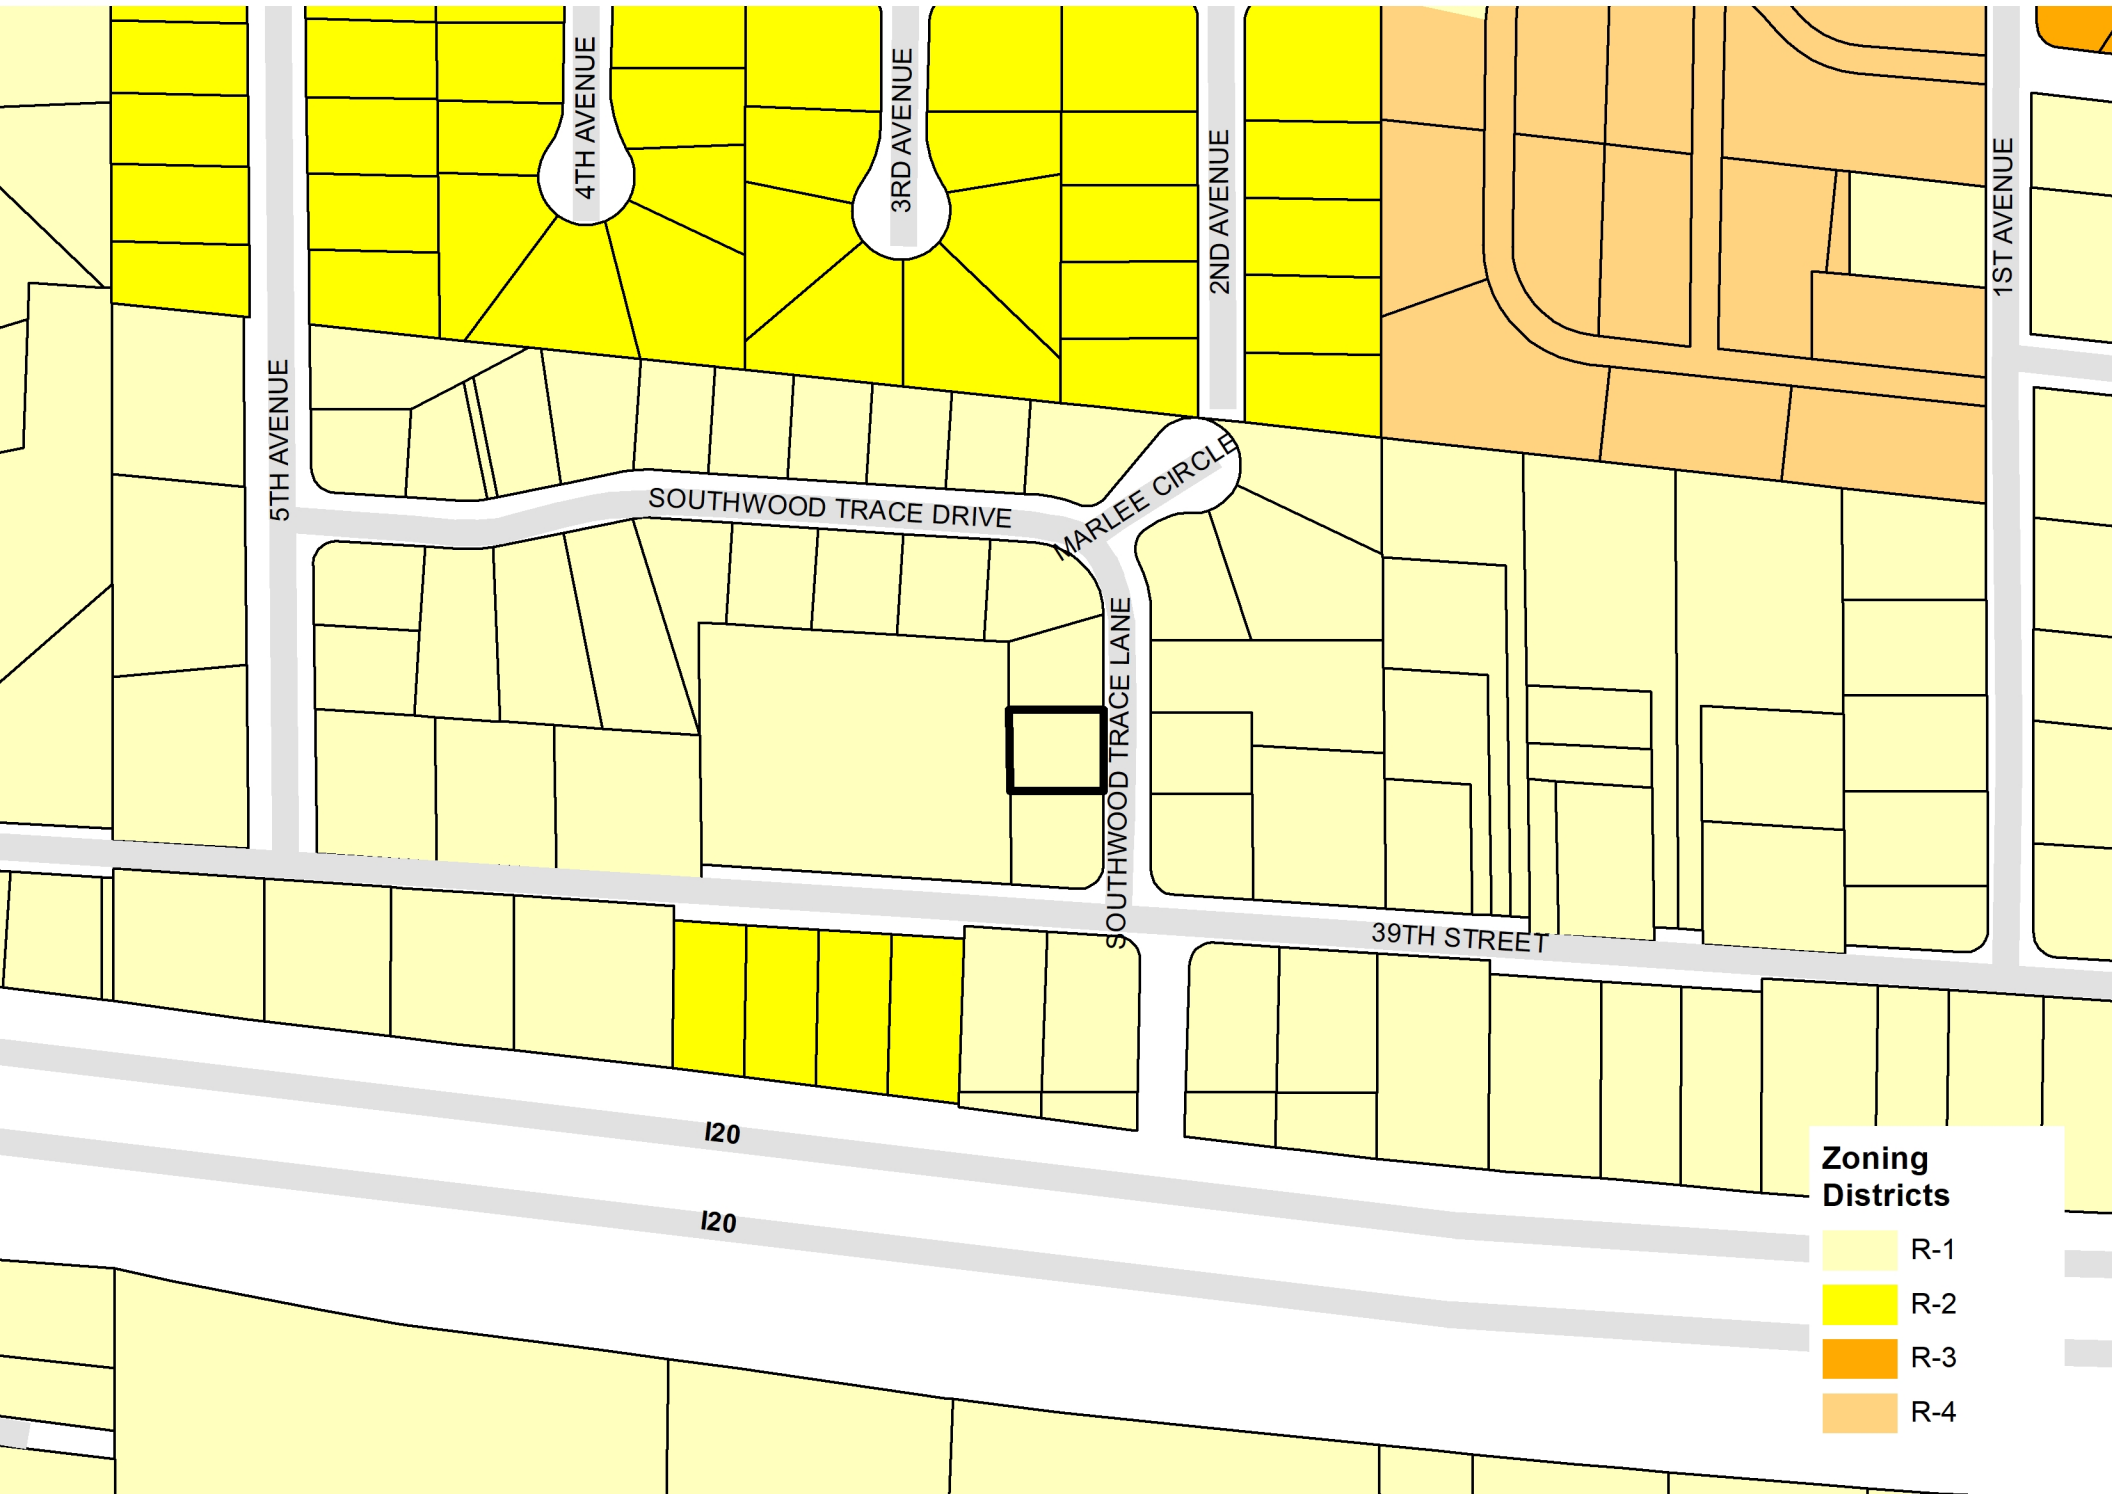 4TH AVENUE
3RD AVENUE
2ND AVENUE
1ST AVENUE
5TH AVENUE
MARLEE CIRCLE
SOUTHWOOD TRACE DRIVE
SOUTHWOOD TRACE LANE
39TH STREET
I20
I20
Zoning
Districts
R-1
R-2
R-3
R-4